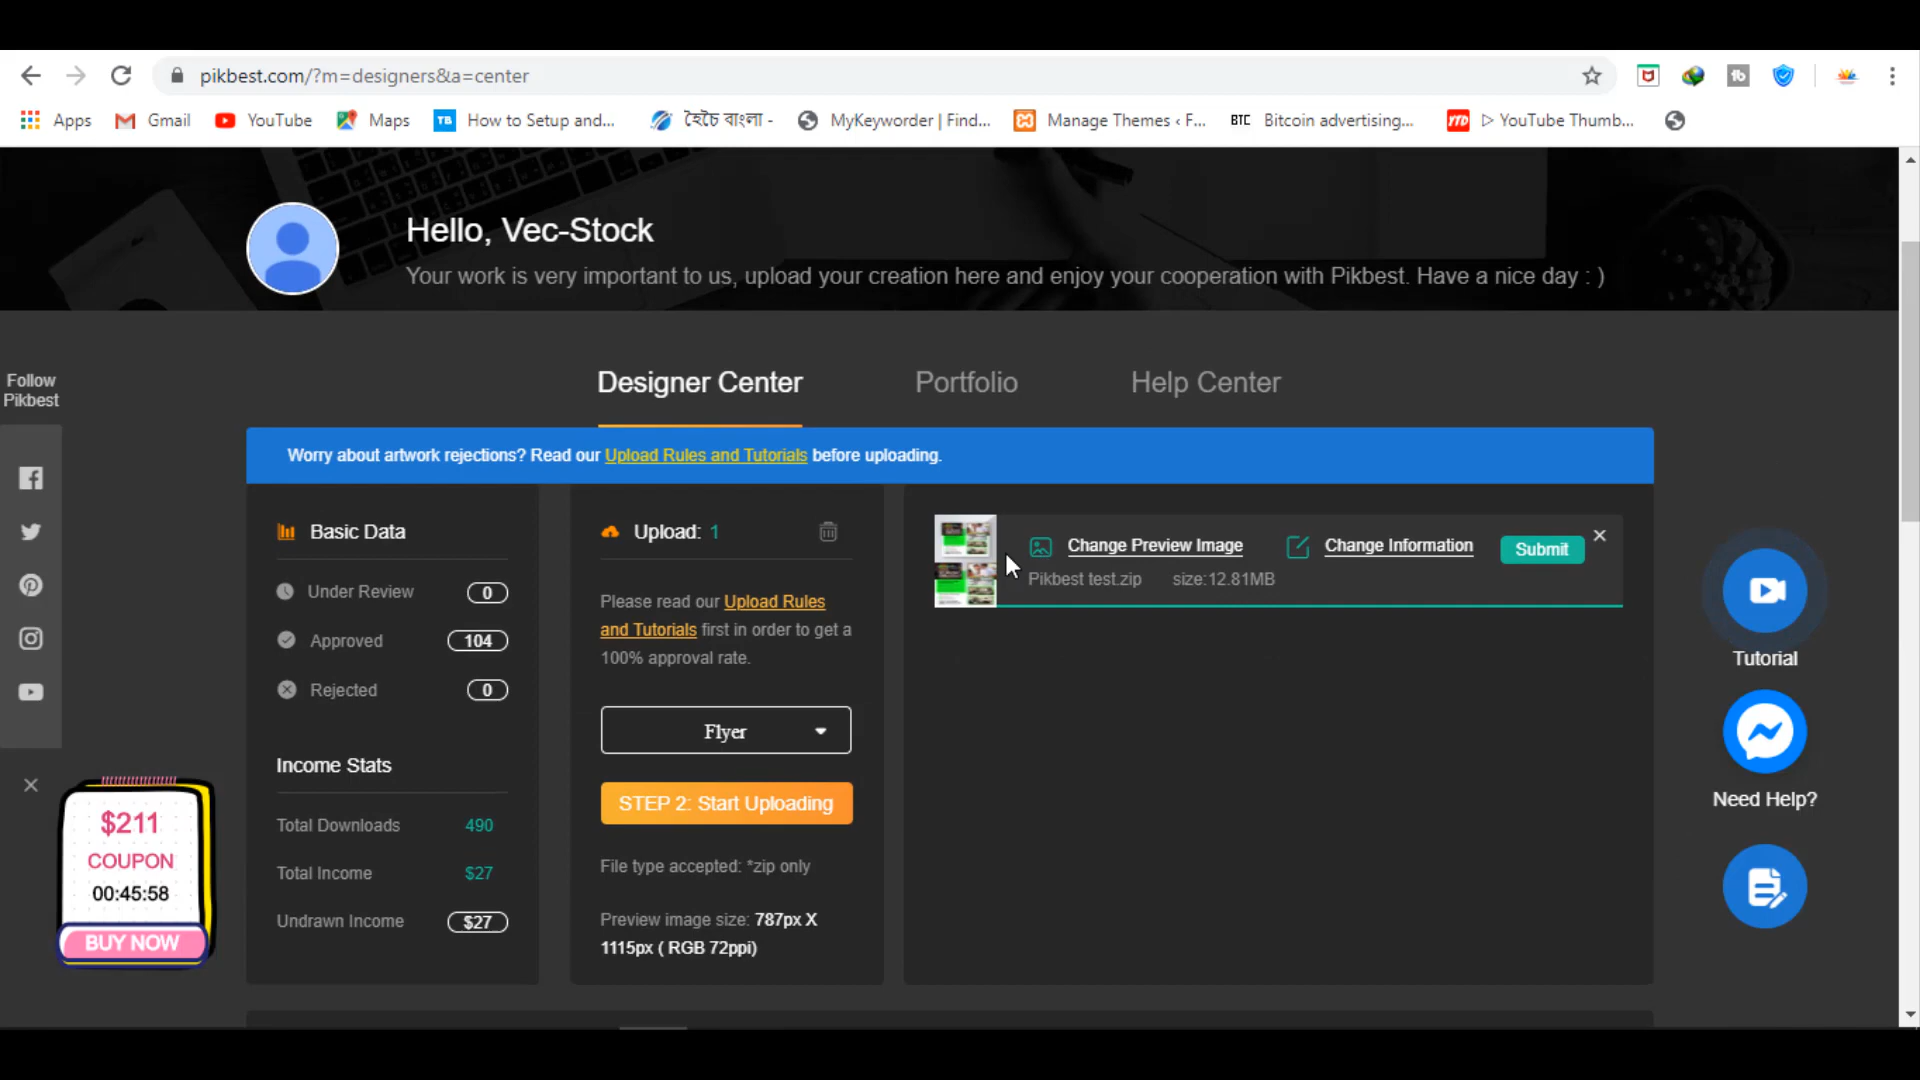 pikbest.com/?m=designers&a=center
Apps Gmail YouTube Maps TB How to Setup and... হৈচৈ বাংলা - MyKeyworder | Find... Manage Themes ‹ F... BTC Bitcoin advertising... YTD ▷ YouTube Thumb...
Hello, Vec-Stock
Your work is very important to us, upload your creation here and enjoy your cooperation with Pikbest. Have a nice day : )
Follow
Pikbest
Designer Center Portfolio Help Center
Worry about artwork rejections? Read our Upload Rules and Tutorials before uploading.
Basic Data
Under Review 0
Approved 104
Rejected 0
Income Stats
Total Downloads 490
Total Income $27
Undrawn Income $27
Upload: 1
Please read our Upload Rules
and Tutorials first in order to get a
100% approval rate.
Flyer
STEP 2: Start Uploading
File type accepted: *zip only
Preview image size: 787px X
1115px ( RGB 72ppi)
Change Preview Image Change Information Submit
Pikbest test.zip size:12.81MB
Tutorial
Need Help?
$211
COUPON
00:45:58
BUY NOW